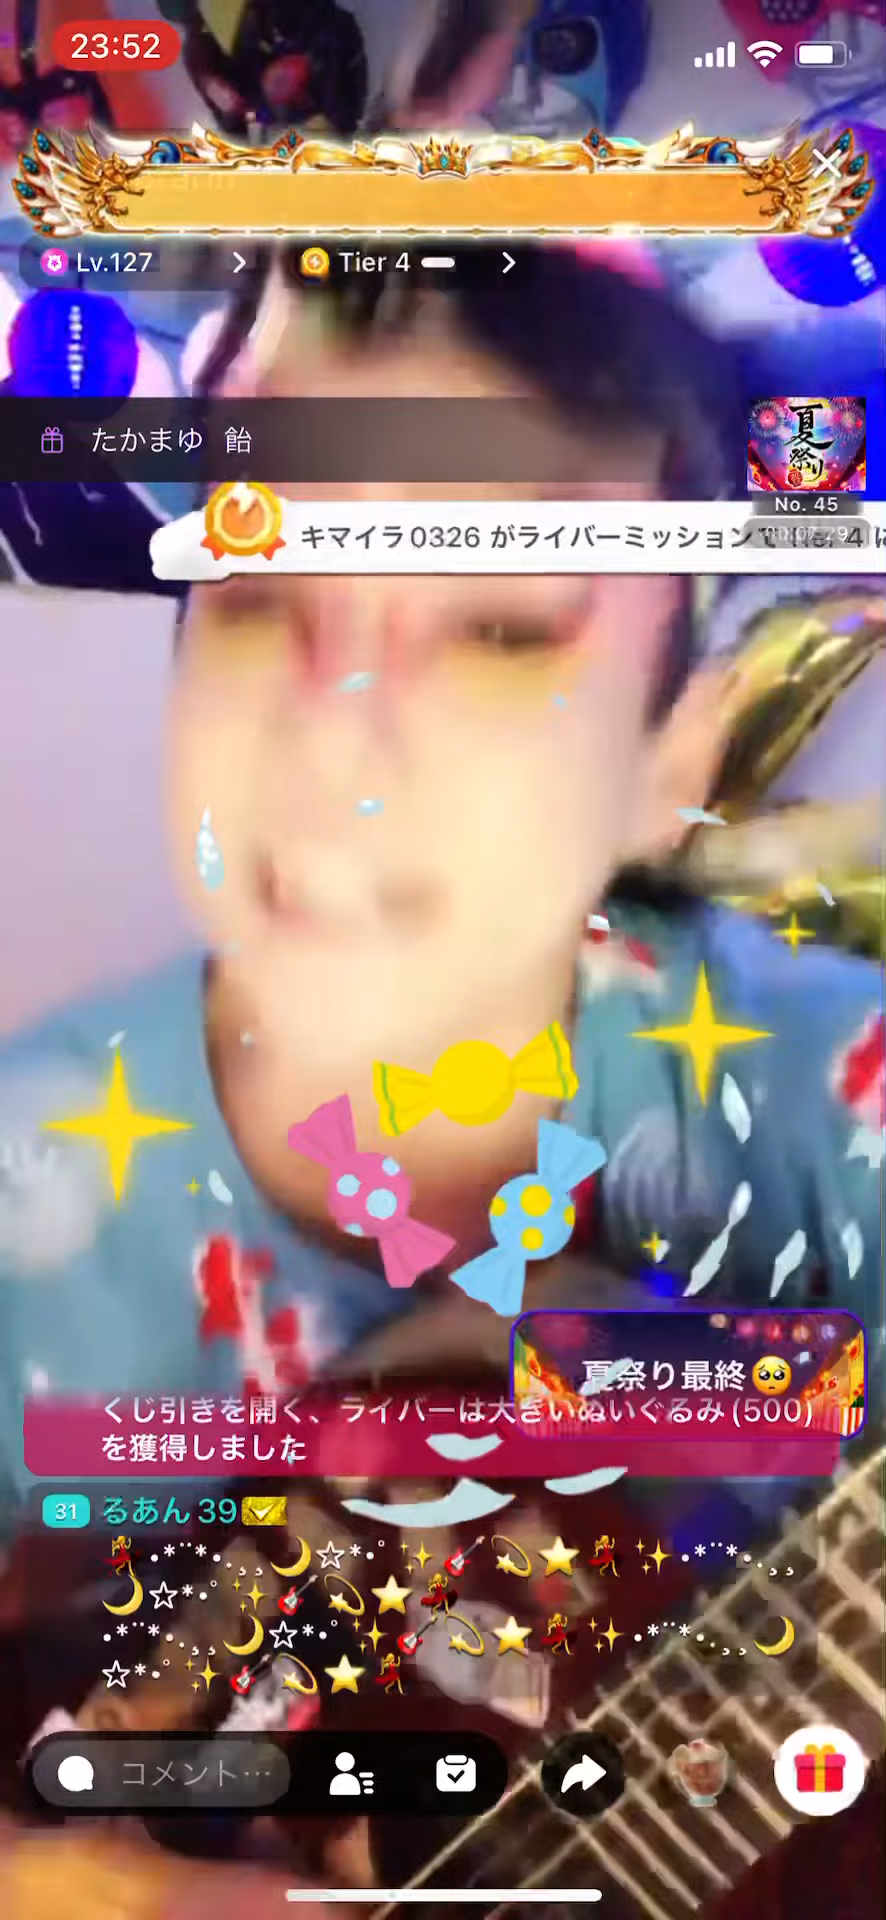 23:52
Lv.127
Tier 4
たかまゆ 飴
夏祭り
No. 45
キマイラ0326 がライバーミッションで Tier 4 に
夏祭り最終🥺
くじ引きを開く、ライバーは大きいぬいぐるみ(500)
を獲得しました
31 るあん39
コメント…